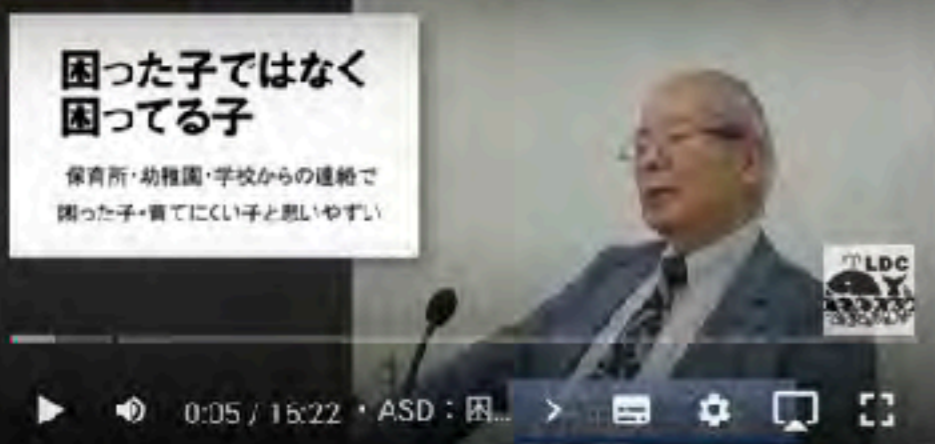 困った子ではなく
困ってる子
保育所・幼稚園・学校からの連絡で
困った子・育てにくい子と思いやすい
LDC
0:05 / 15:22 ・ ASD：困...